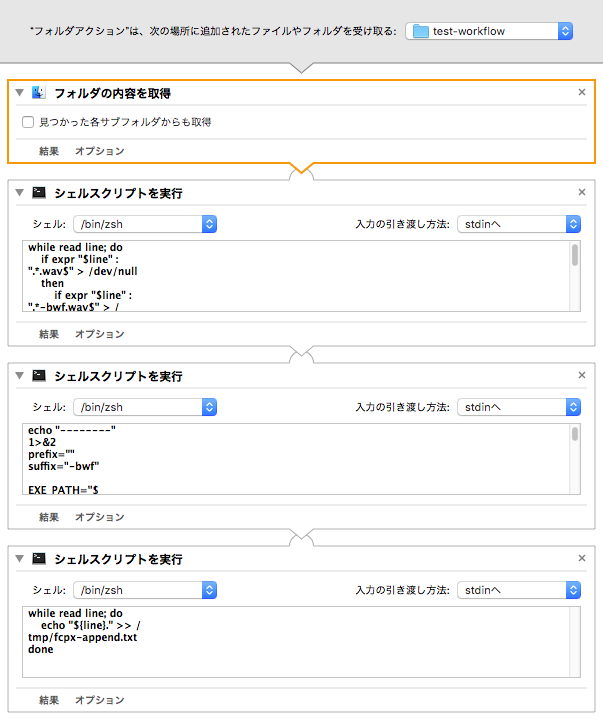 "フォルダアクション"は、次の場所に追加されたファイルやフォルダを受け取る: test-workflow
フォルダの内容を取得
見つかった各サブフォルダからも取得
結果 オプション
シェルスクリプトを実行
シェル: /bin/zsh 入力の引き渡し方法: stdinへ
while read line; do
if expr "$line" :
".*.wav$" > /dev/null
then
if expr "$line" :
".*-bwf.wav$" > /
結果 オプション
シェルスクリプトを実行
シェル: /bin/zsh 入力の引き渡し方法: stdinへ
echo "--------"
1>&2
prefix=""
suffix="-bwf"
EXE_PATH="$
結果 オプション
シェルスクリプトを実行
シェル: /bin/zsh 入力の引き渡し方法: stdinへ
while read line; do
echo "${line}." >> /
tmp/fcpx-append.txt
done
結果 オプション